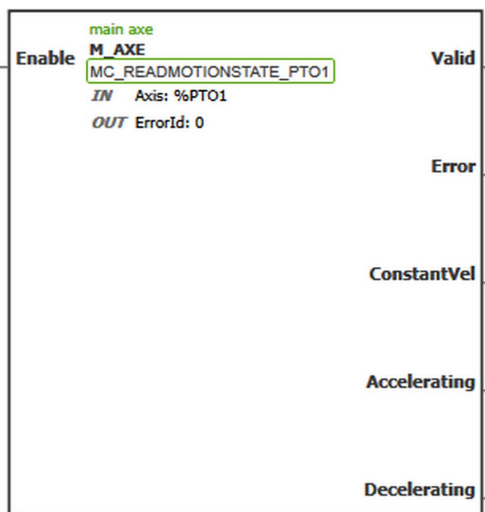 main axe
Enable M_AXE Valid
MC_READMOTIONSTATE_PTO1
IN Axis: %PTO1
OUT ErrorId: 0
Error
ConstantVel
Accelerating
Decelerating